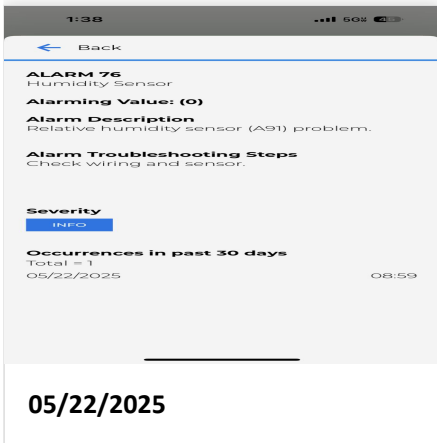 1:38
5G
Back
ALARM 76
Humidity Sensor
Alarming Value: (0)
Alarm Description
Relative humidity sensor (A91) problem.
Alarm Troubleshooting Steps
Check wiring and sensor.
Severity
INFO
Occurrences in past 30 days
Total = 1
05/22/2025 08:59
05/22/2025